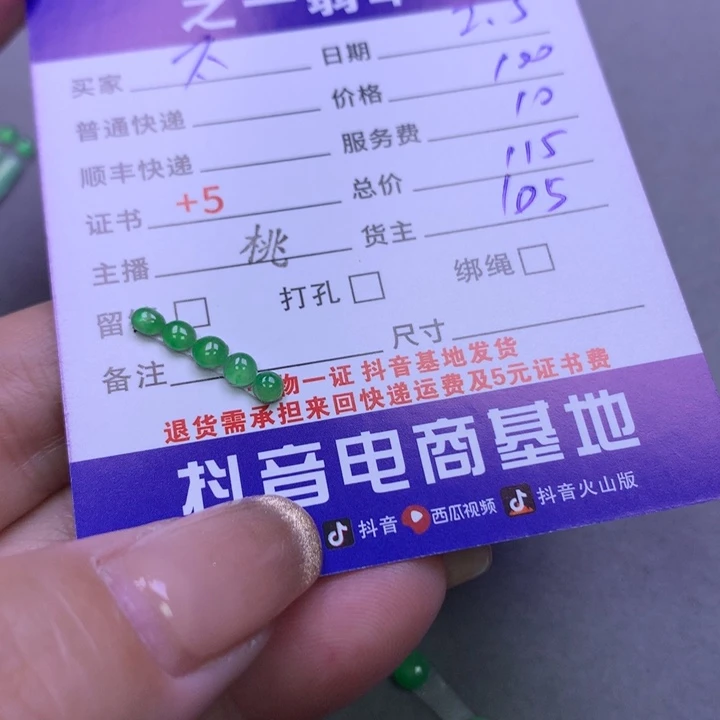 之一
买家 太 日期 2.5
普通快递 价格 100
顺丰快递 服务费 10
证书 +5 总价 115
主播 桃 货主 105
留 打孔 绑绳
备注 尺寸
物一证 抖音基地发货
退货需承担来回快递运费及5元证书费
抖音电商基地
抖音 西瓜视频 抖音火山版